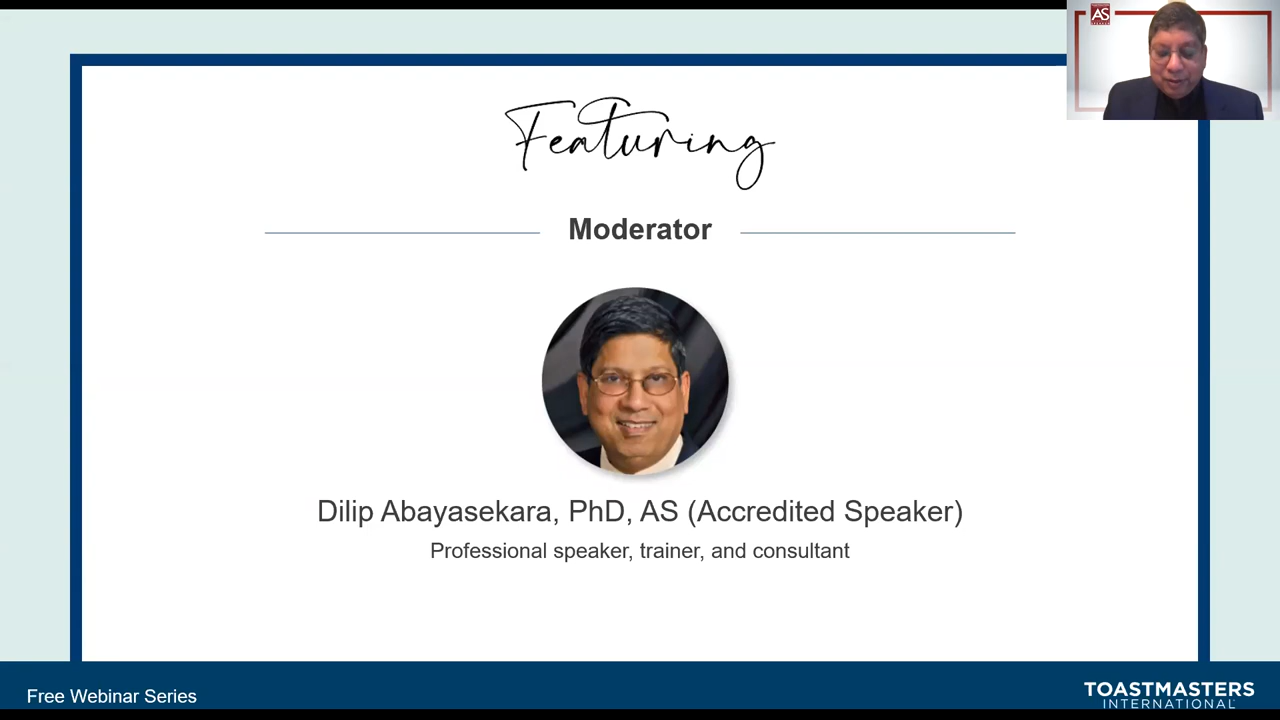 AS
Featuring
Moderator
Dilip Abayasekara, PhD, AS (Accredited Speaker)
Professional speaker, trainer, and consultant
Free Webinar Series
TOASTMASTERS
INTERNATIONAL